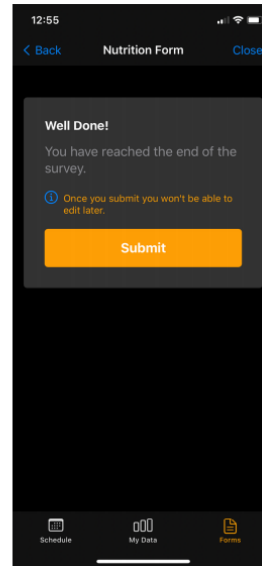 12:55
Back Nutrition Form Close
Well Done!
You have reached the end of the
survey.
Once you submit you won't be able to
edit later.
Submit
Schedule My Data Forms